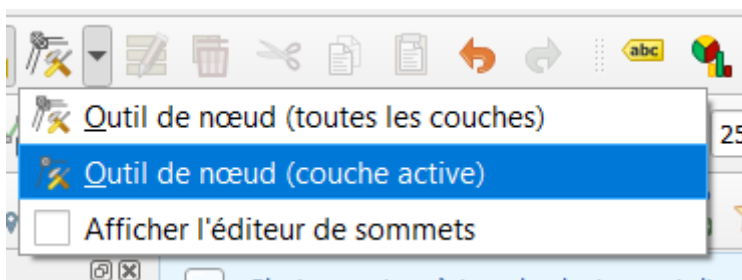 abc
Outil de nœud (toutes les couches)
25
Outil de nœud (couche active)
Afficher l'éditeur de sommets